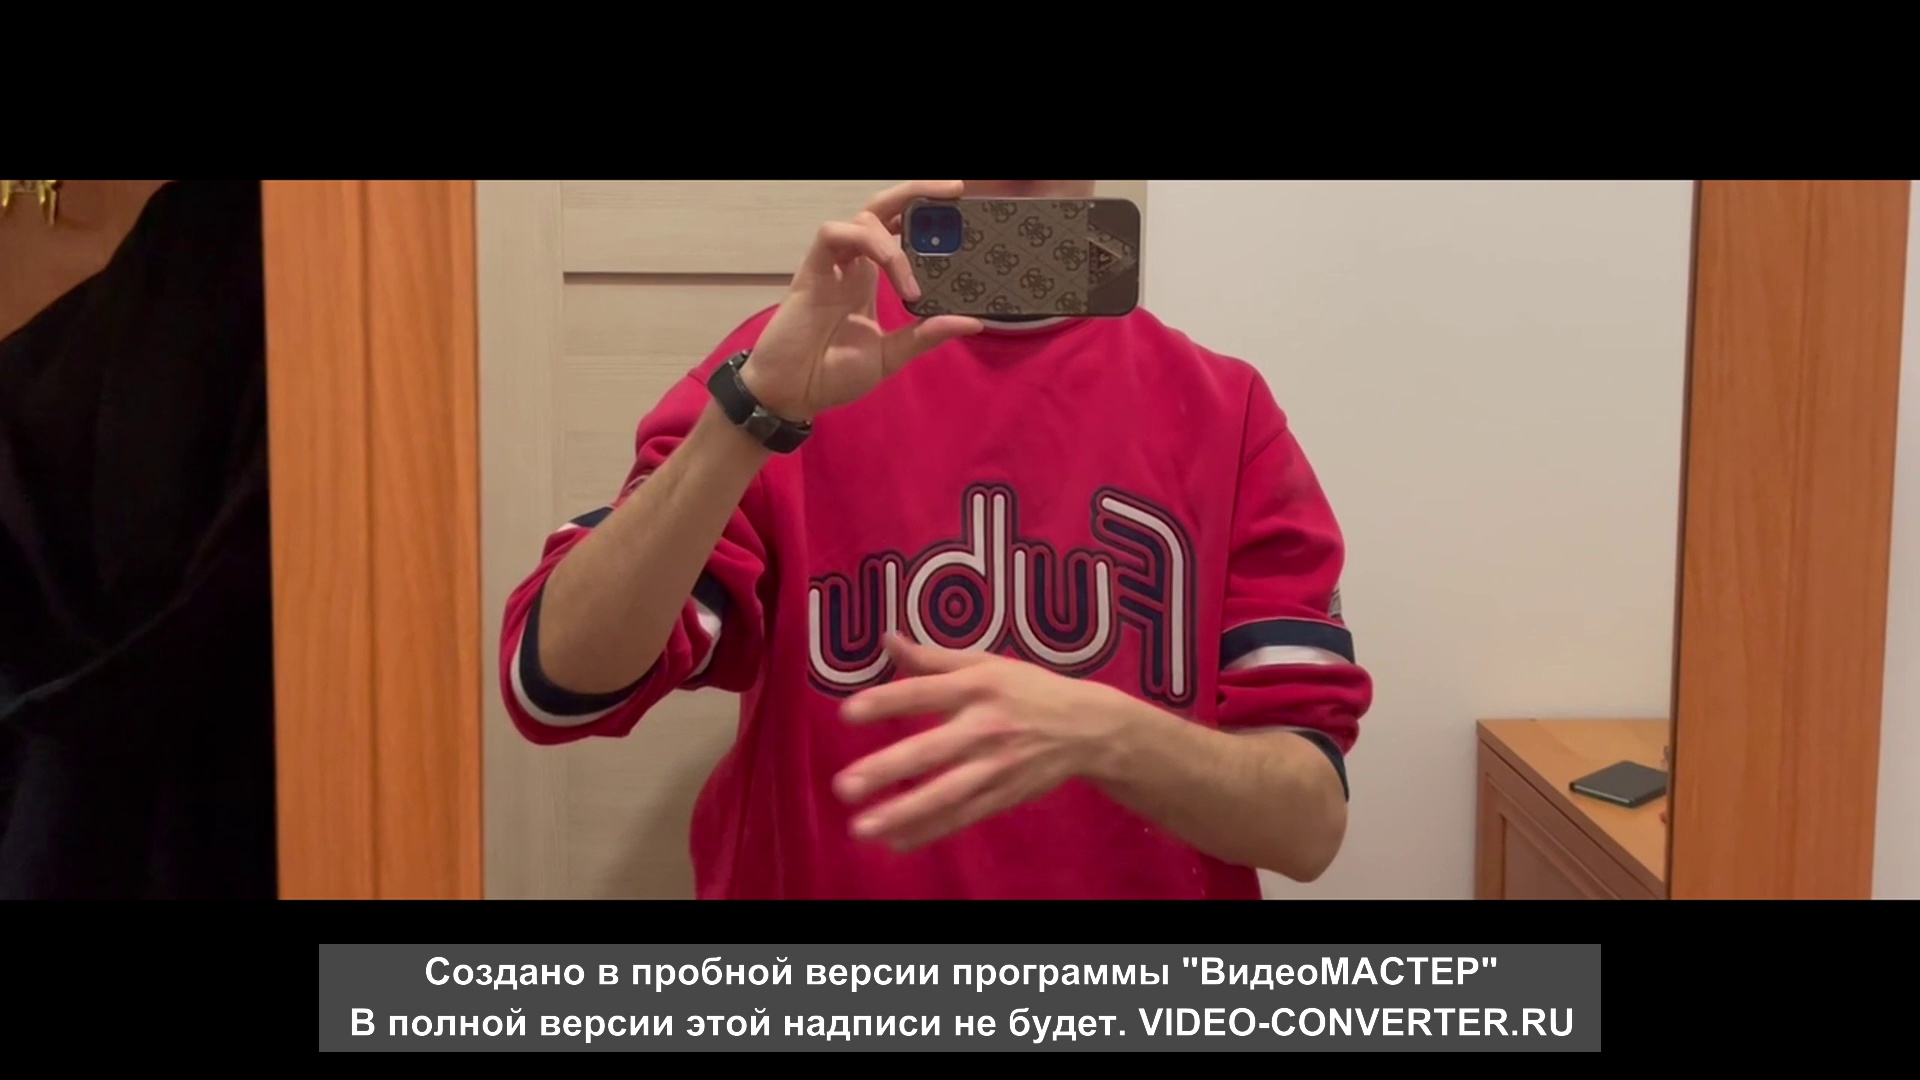 Fubu
Создано в пробной версии программы "ВидеоМАСТЕР"
В полной версии этой надписи не будет. VIDEO-CONVERTER.RU